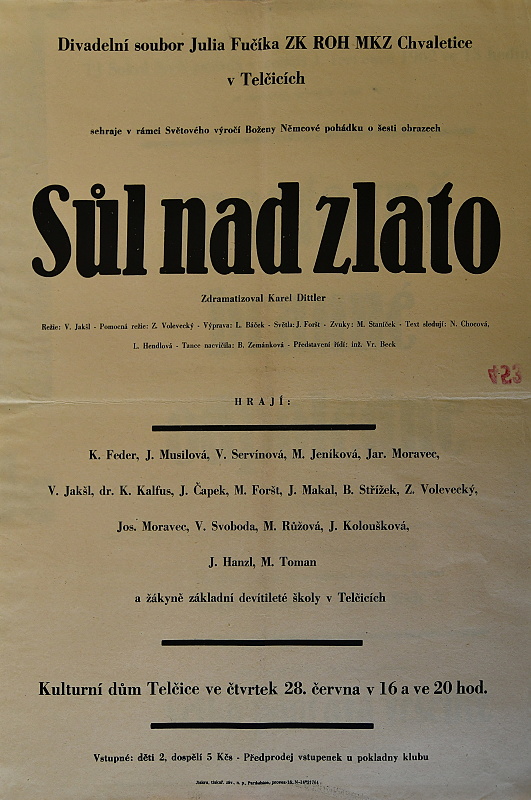 Divadelní soubor Julia Fučíka ZK ROH MKZ Chvaletice
v Telčicích
sehraje v rámci Světového výročí Boženy Němcové pohádku o šesti obrazech
Sůl nad zlato
Zdramatizoval Karel Dittler
Režie: V. Jakšl - Pomocná režie: Z. Volevecký - Výprava: L. Báček - Světla: J. Foršt - Zvuky: M. Staníček - Text sledují: N. Chocová,
L. Hendlová - Tance nacvičila: B. Zemánková - Představení řídí: inž. Vr. Beck
HRAJÍ:
K. Feder, J. Musilová, V. Servínová, M. Jeníková, Jar. Moravec,
V. Jakšl, dr. K. Kalfus, J. Čapek, M. Foršt, J. Makal, B. Střížek, Z. Volevecký,
Jos. Moravec, V. Svoboda, M. Růžová, J. Koloušková,
J. Hanzl, M. Toman
a žákyně základní devítileté školy v Telčicích
Kulturní dům Telčice ve čtvrtek 28. června v 16 a ve 20 hod.
Vstupné: děti 2, dospělí 5 Kčs - Předprodej vstupenek u pokladny klubu